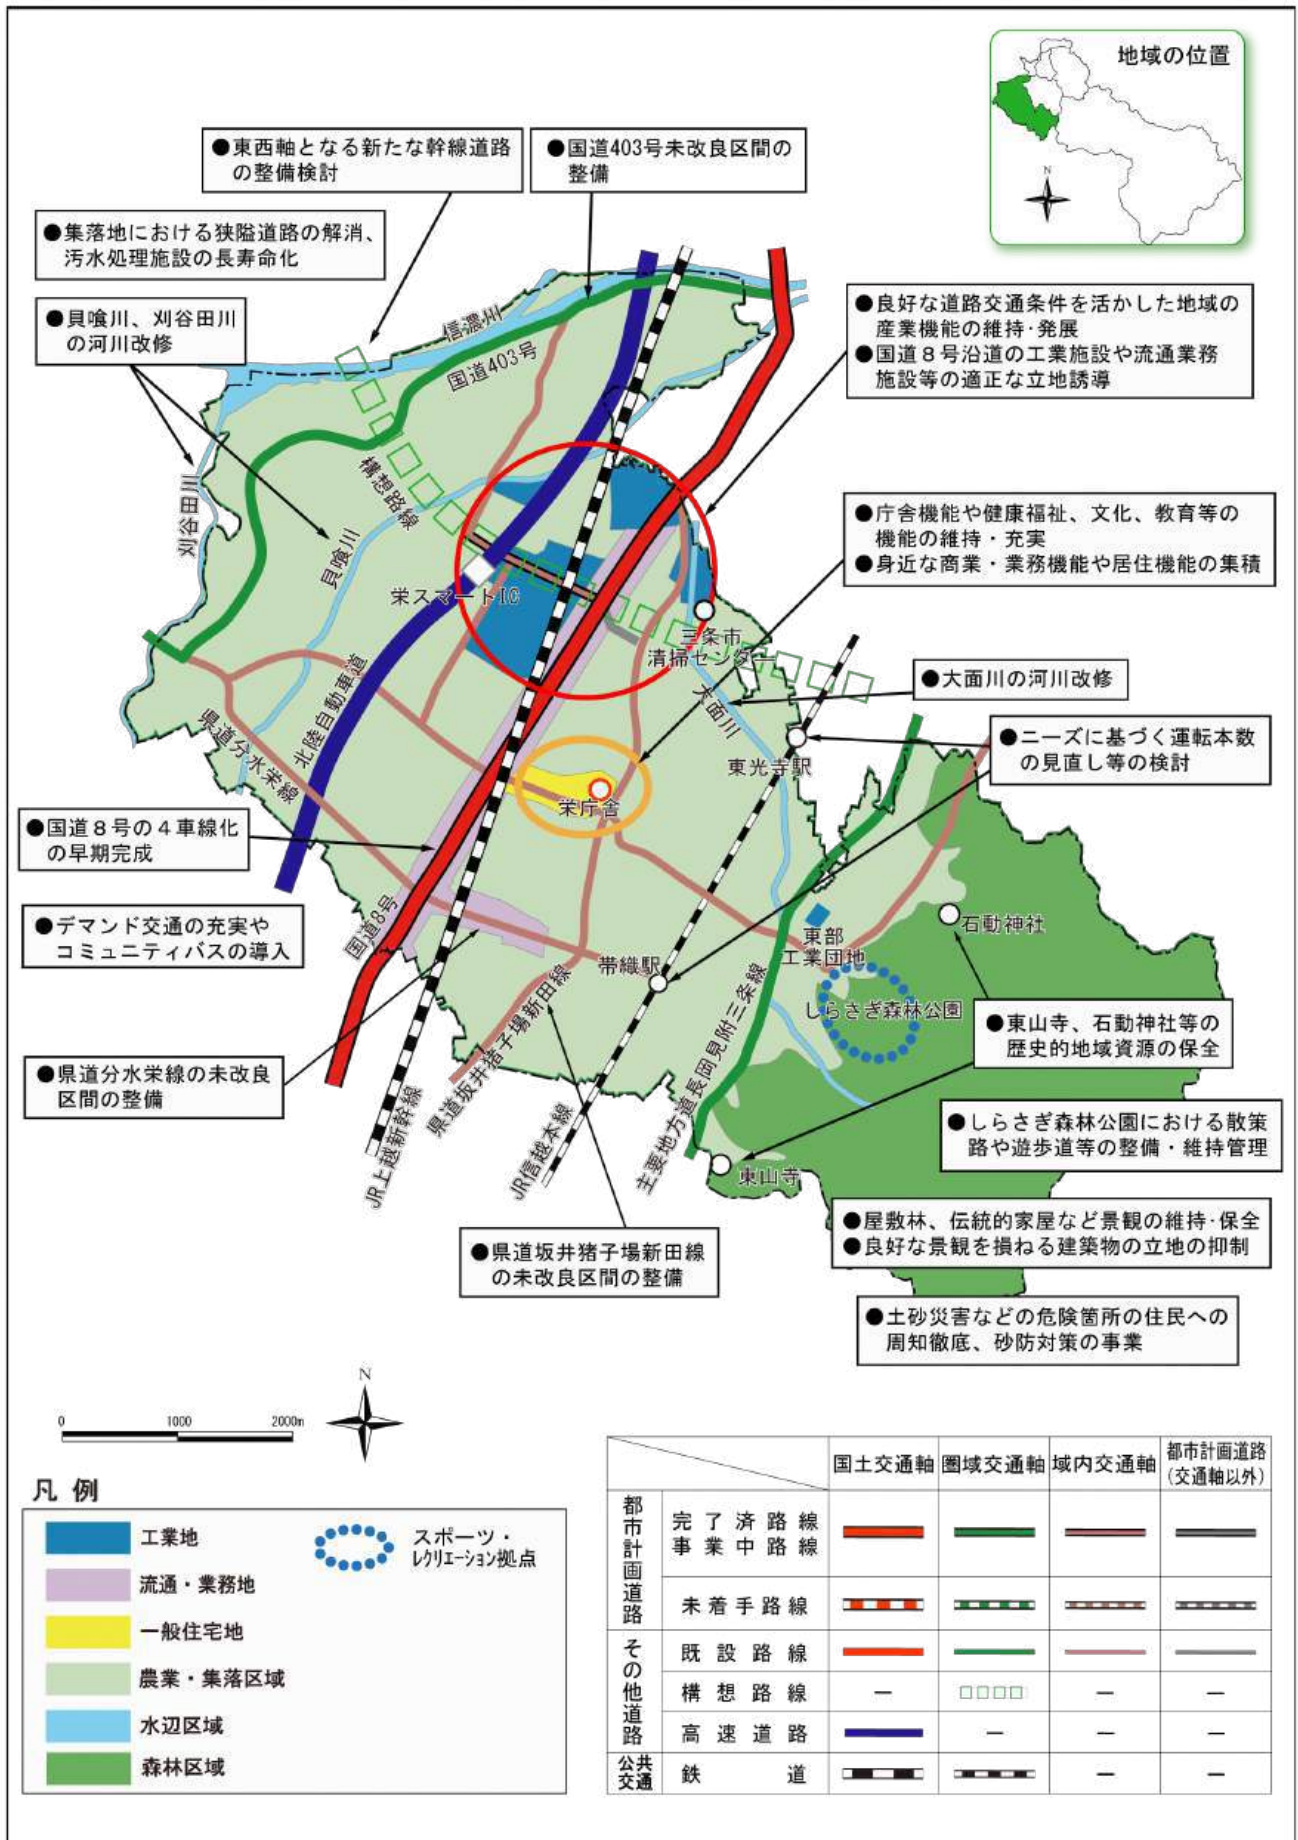 地域の位置
N
●東西軸となる新たな幹線道路
の整備検討
●国道403号未改良区間の
整備
●集落地における狭隘道路の解消、
汚水処理施設の長寿命化
●貝喰川、刈谷田川
の河川改修
●良好な道路交通条件を活かした地域の
産業機能の維持・発展
●国道８号沿道の工業施設や流通業務
施設等の適正な立地誘導
信濃川
国道403号
構想路線
刈谷田川
貝喰川
●庁舎機能や健康福祉、文化、教育等の
機能の維持・充実
●身近な商業・業務機能や居住機能の集積
栄スマートIC
三条市
清掃センター
大面川
●大面川の河川改修
北陸自動車道
県道分水栄線
東光寺駅
●ニーズに基づく運転本数
の見直し等の検討
栄庁舎
●国道８号の４車線化
の早期完成
●デマンド交通の充実や
コミュニティバスの導入
国道8号
石動神社
東部
工業団地
帯織駅
しらさぎ森林公園
●東山寺、石動神社等の
歴史的地域資源の保全
●県道分水栄線の未改良
区間の整備
JR上越新幹線
県道坂井猪子場新田線
JR信越本線
主要地方道長岡見附三条線
●しらさぎ森林公園における散策
路や遊歩道等の整備・維持管理
東山寺
●屋敷林、伝統的家屋など景観の維持・保全
●良好な景観を損ねる建築物の立地の抑制
●県道坂井猪子場新田線
の未改良区間の整備
●土砂災害などの危険箇所の住民への
周知徹底、砂防対策の事業
N
0 1000 2000m
凡例
工業地
流通・業務地
一般住宅地
農業・集落区域
水辺区域
森林区域
スポーツ・
ﾚｸﾘｴｰｼｮﾝ拠点
国土交通軸 圏域交通軸 域内交通軸 都市計画道路
(交通軸以外)
都市計画道路
完了済路線
事業中路線
未着手路線
その他道路
既設路線
構想路線 － － －
高速道路 － － －
公共
交通
鉄道 － －